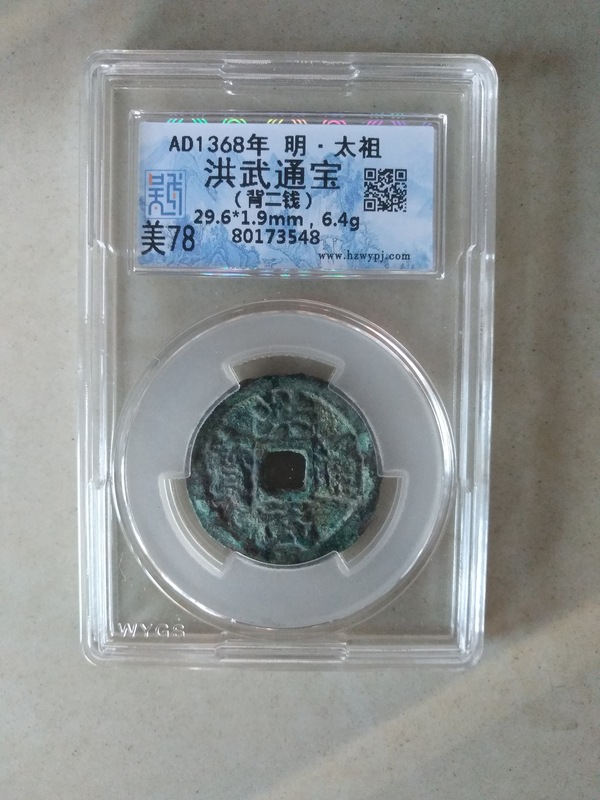 AD1368年 明·太祖
洪武通宝
（背二钱）
29.6*1.9mm，6.4g
美78
80173548
www.hzwypj.com
WYGS